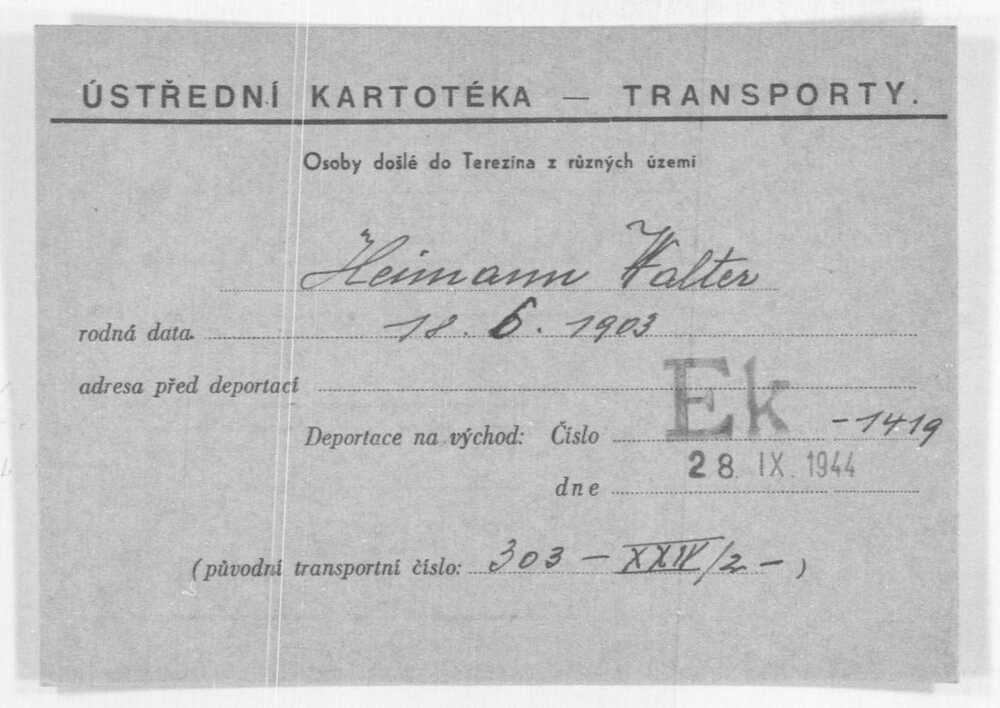 ÚSTŘEDNÍ KARTOTÉKA — TRANSPORTY.
Osoby došlé do Terezína z různých území
Heimann Walter
rodná data 18. 6. 1903
adresa před deportací
Deportace na východ: Číslo Ek -1419
dne 28. IX. 1944
(původní transportní číslo: 303 - XXIV/2 - )